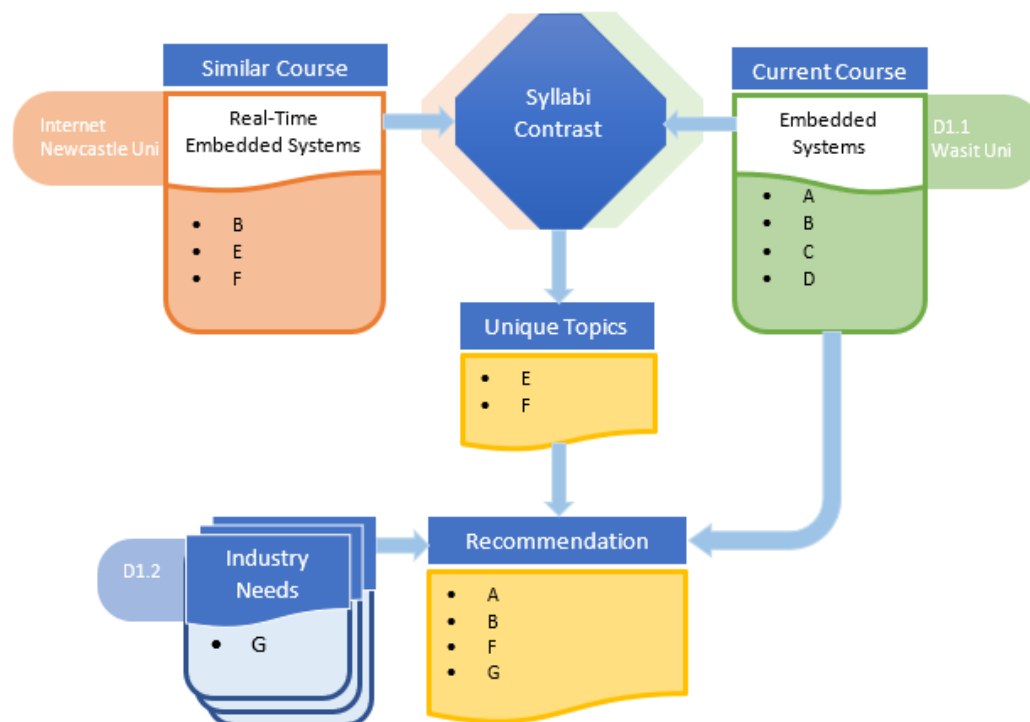 Similar Course
Internet
Newcastle Uni
Real-Time
Embedded Systems
• B
• E
• F
Syllabi
Contrast
Current Course
Embedded
Systems
D1.1
Wasit Uni
• A
• B
• C
• D
Unique Topics
• E
• F
D1.2
Industry
Needs
• G
Recommendation
• A
• B
• F
• G